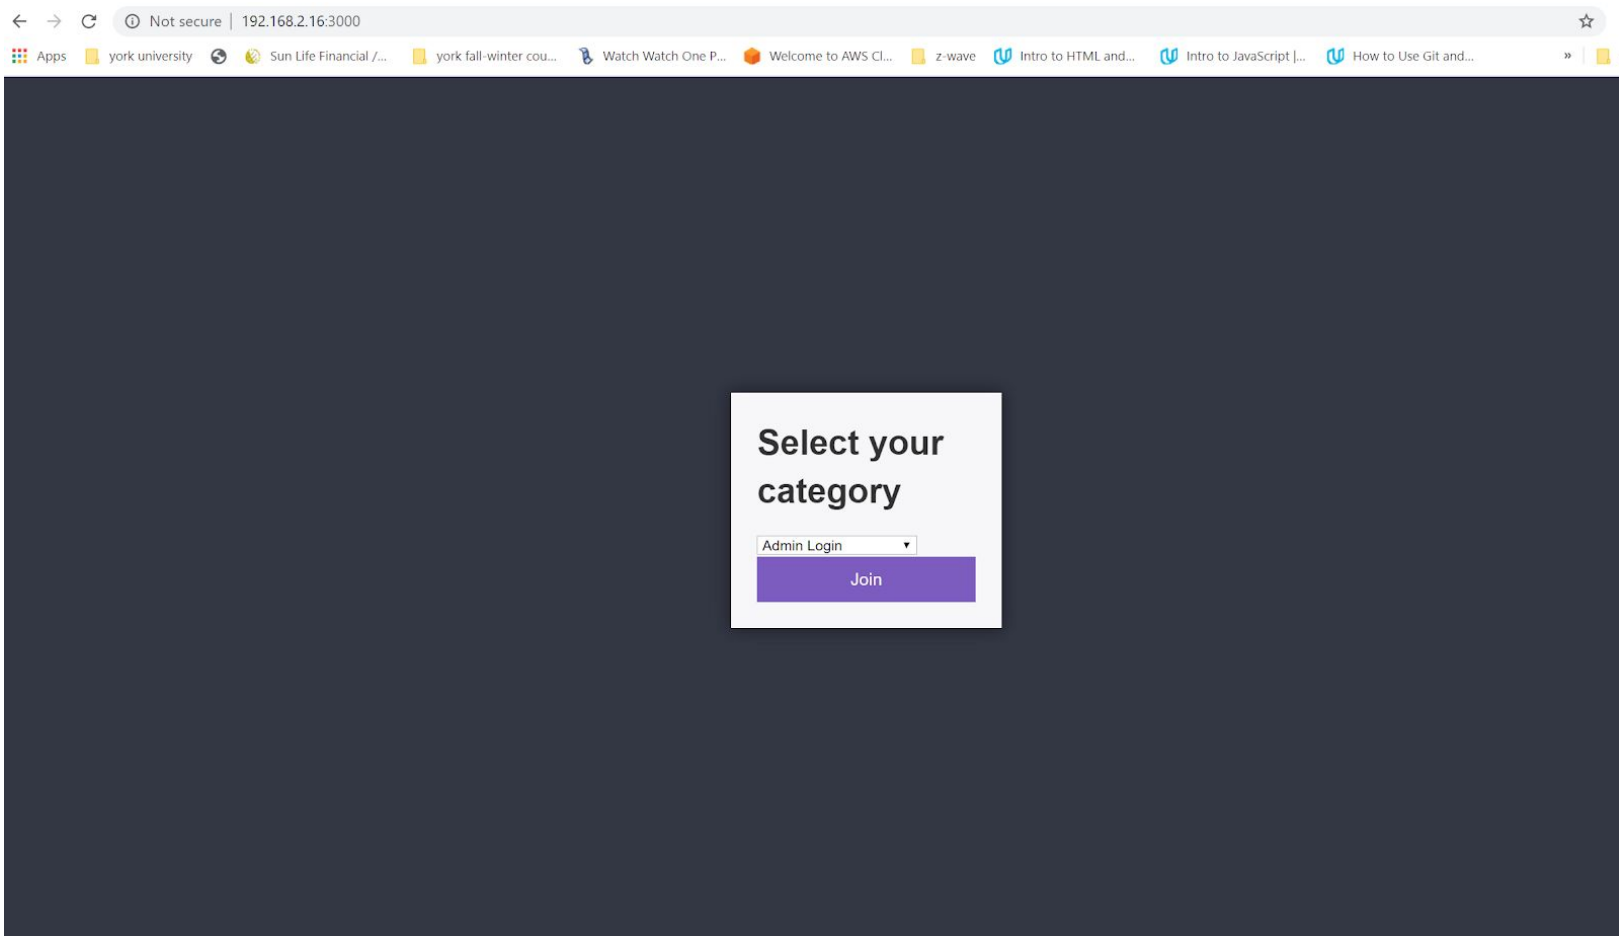 Not secure | 192.168.2.16:3000
Apps york university Sun Life Financial /... york fall-winter cou... Watch Watch One P... Welcome to AWS Cl... z-wave Intro to HTML and... Intro to JavaScript |... How to Use Git and... »
Select your
category
Admin Login
Join